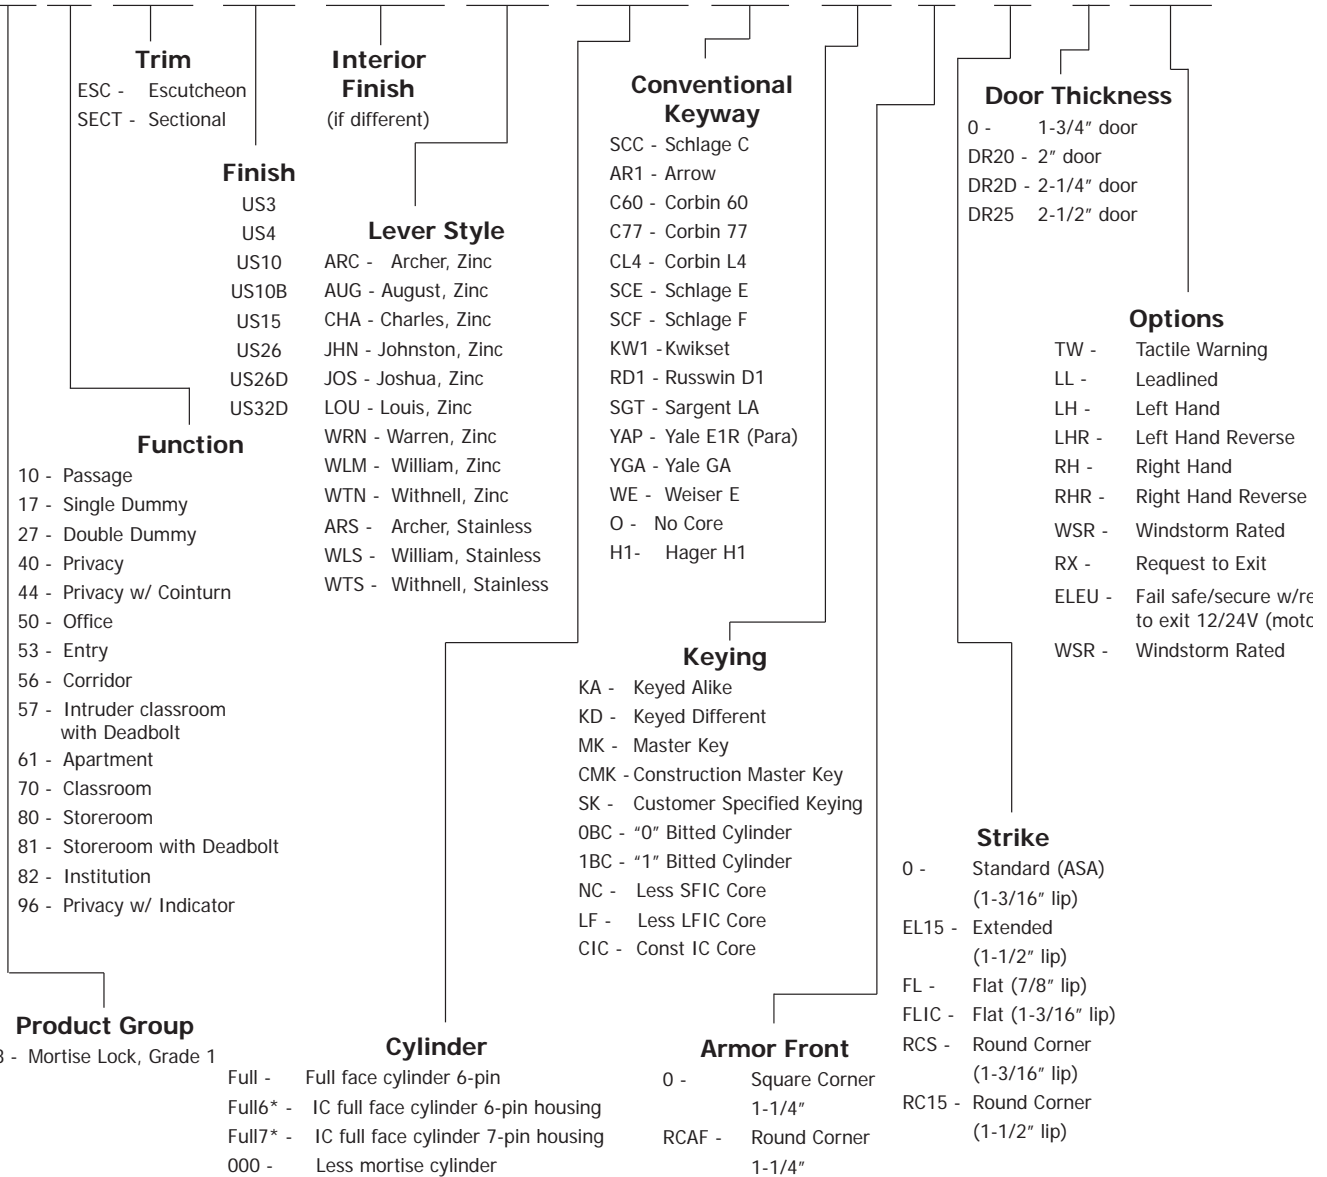 Trim
ESC - Escutcheon
SECT - Sectional
Finish
US3
US4
US10
US10B
US15
US26
US26D
US32D
Interior
Finish
(if different)
Lever Style
ARC - Archer, Zinc
AUG - August, Zinc
CHA - Charles, Zinc
JHN - Johnston, Zinc
JOS - Joshua, Zinc
LOU - Louis, Zinc
WRN - Warren, Zinc
WLM - William, Zinc
WTN - Withnell, Zinc
ARS - Archer, Stainless
WLS - William, Stainless
WTS - Withnell, Stainless
Conventional
Keyway
SCC - Schlage C
AR1 - Arrow
C60 - Corbin 60
C77 - Corbin 77
CL4 - Corbin L4
SCE - Schlage E
SCF - Schlage F
KW1 - Kwikset
RD1 - Russwin D1
SGT - Sargent LA
YAP - Yale E1R (Para)
YGA - Yale GA
WE - Weiser E
O - No Core
H1- Hager H1
Door Thickness
0 - 1-3/4" door
DR20 - 2" door
DR2D - 2-1/4" door
DR25 2-1/2" door
Options
TW - Tactile Warning
LL - Leadlined
LH - Left Hand
LHR - Left Hand Reverse
RH - Right Hand
RHR - Right Hand Reverse
WSR - Windstorm Rated
RX - Request to Exit
ELEU - Fail safe/secure w/re
to exit 12/24V (moto
WSR - Windstorm Rated
Function
10 - Passage
17 - Single Dummy
27 - Double Dummy
40 - Privacy
44 - Privacy w/ Cointurn
50 - Office
53 - Entry
56 - Corridor
57 - Intruder classroom
with Deadbolt
61 - Apartment
70 - Classroom
80 - Storeroom
81 - Storeroom with Deadbolt
82 - Institution
96 - Privacy w/ Indicator
Keying
KA - Keyed Alike
KD - Keyed Different
MK - Master Key
CMK - Construction Master Key
SK - Customer Specified Keying
0BC - "0" Bitted Cylinder
1BC - "1" Bitted Cylinder
NC - Less SFIC Core
LF - Less LFIC Core
CIC - Const IC Core
Strike
0 - Standard (ASA)
(1-3/16" lip)
EL15 - Extended
(1-1/2" lip)
FL - Flat (7/8" lip)
FLIC - Flat (1-3/16" lip)
RCS - Round Corner
(1-3/16" lip)
RC15 - Round Corner
(1-1/2" lip)
Product Group
- Mortise Lock, Grade 1
Cylinder
Full - Full face cylinder 6-pin
Full6* - IC full face cylinder 6-pin housing
Full7* - IC full face cylinder 7-pin housing
000 - Less mortise cylinder
Armor Front
0 - Square Corner
1-1/4"
RCAF - Round Corner
1-1/4"